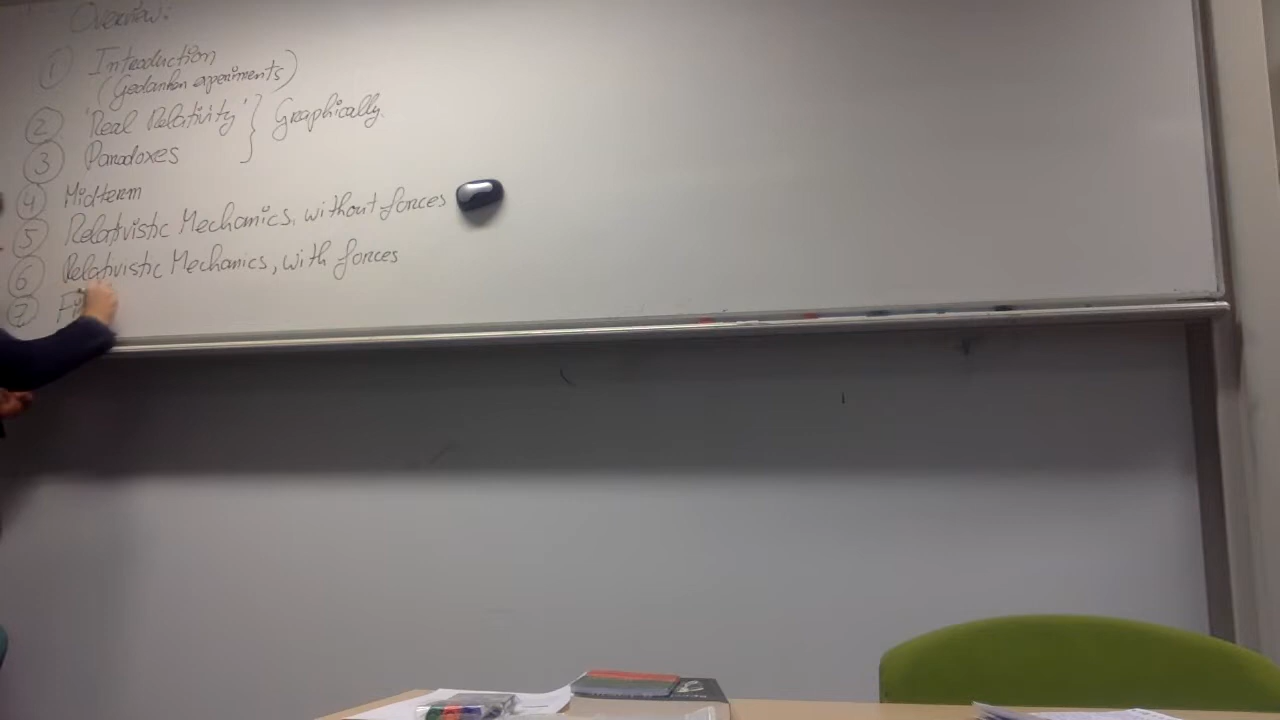 Overview:
① Introduction
(Gedanken experiments)
② 'Real Relativity' } Graphically
③ Paradoxes
④ Midterm
⑤ Relativistic Mechanics, without forces
⑥ Relativistic Mechanics, with forces
⑦